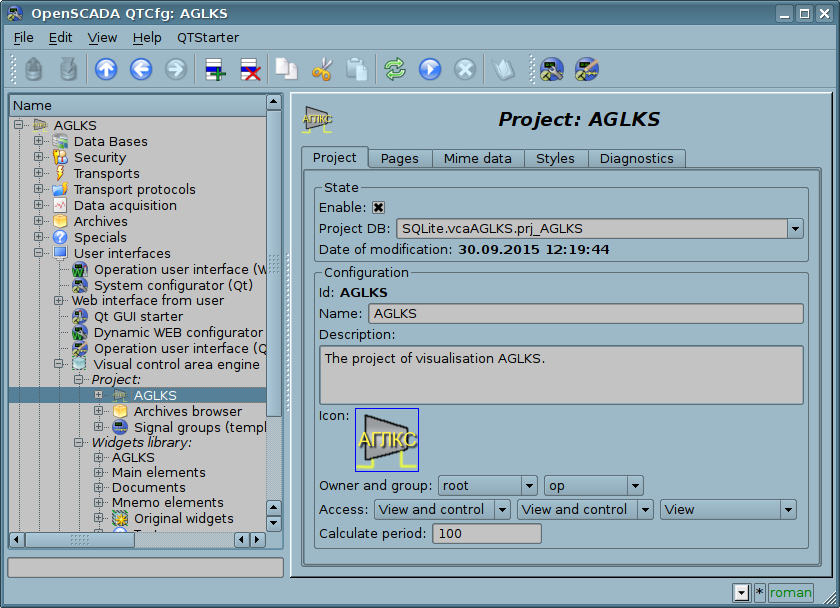 OpenSCADA QTCfg: AGLKS
File Edit View Help QTStarter
Name
AGLKS
Data Bases
Security
Transports
Transport protocols
Data acquisition
Archives
Specials
User interfaces
Operation user interface (W
System configurator (Qt)
Web interface from user
Qt GUI starter
Dynamic WEB configurator
Operation user interface (Q
Visual control area engine
Project:
AGLKS
Archives browser
Signal groups (templ
Widgets library:
AGLKS
Main elements
Documents
Mnemo elements
Original widgets
АГЛКС
Project: AGLKS
Project Pages Mime data Styles Diagnostics
State
Enable:
Project DB: SQLite.vcaAGLKS.prj_AGLKS
Date of modification: 30.09.2015 12:19:44
Configuration
Id: AGLKS
Name: AGLKS
Description:
The project of visualisation AGLKS.
Icon: АГЛКС
Owner and group: root op
Access: View and control View and control View
Calculate period: 100
* roman